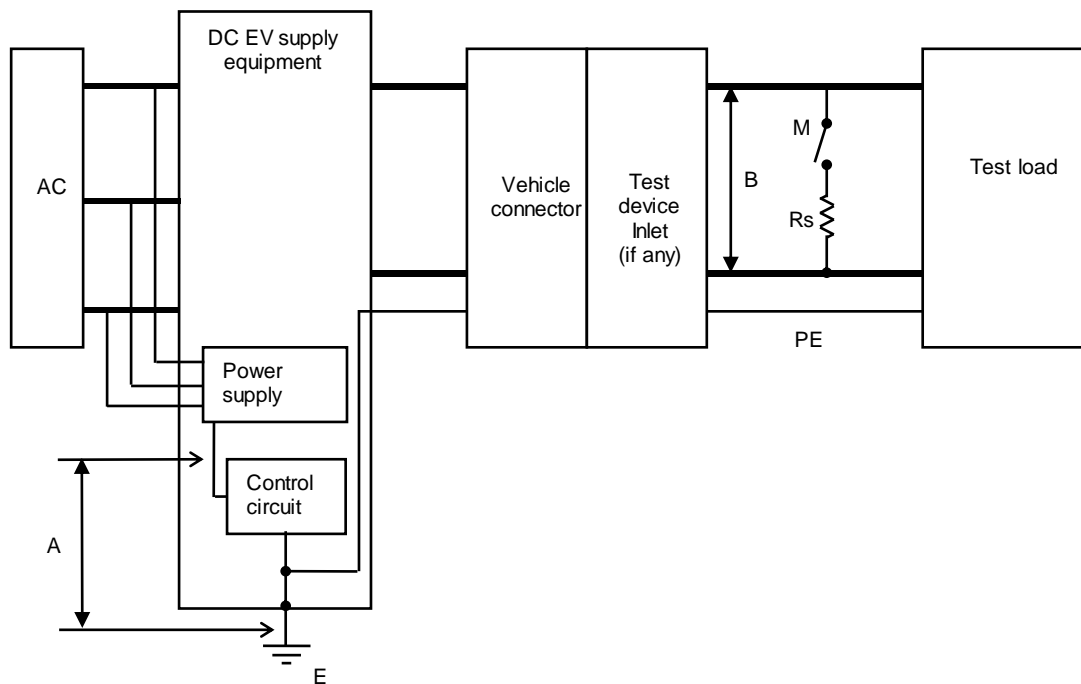 DC EV supply
equipment
AC
Vehicle
connector
Test
device
Inlet
(if any)
B
M
Rs
Test load
PE
Power
supply
Control
circuit
A
E